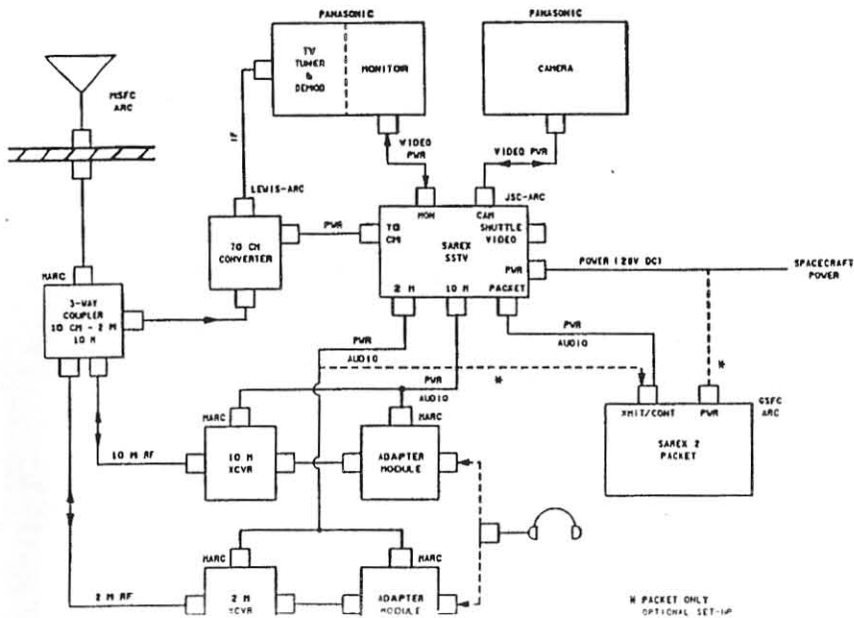 PANASONIC
PANASONIC
TV
TUNER
&
DEMOD
MONITOR
CAMERA
MSFC
ARC
IF
VIDEO
PWR
VIDEO PWR
LEWIS-ARC
JSC-ARC
MON
CAM
70
CM
SHUTTLE
VIDEO
SAREX
SSTV
PWR
2 M
10 M
PACKET
70 CM
CONVERTER
PWR
POWER (28V DC)
SPACECRAFT
POWER
MARC
3-WAY
COUPLER
10 CM - 2 M
10 M
PWR
AUDIO
PWR
AUDIO
PWR
AUDIO
*
*
GSFC
ARC
XMIT/CONT
PWR
SAREX 2
PACKET
MARC
MARC
10 M RF
10 M
XCVR
ADAPTER
MODULE
MARC
MARC
2 M RF
2 M
XCVR
ADAPTER
MODULE
* PACKET ONLY
OPTIONAL SET-UP